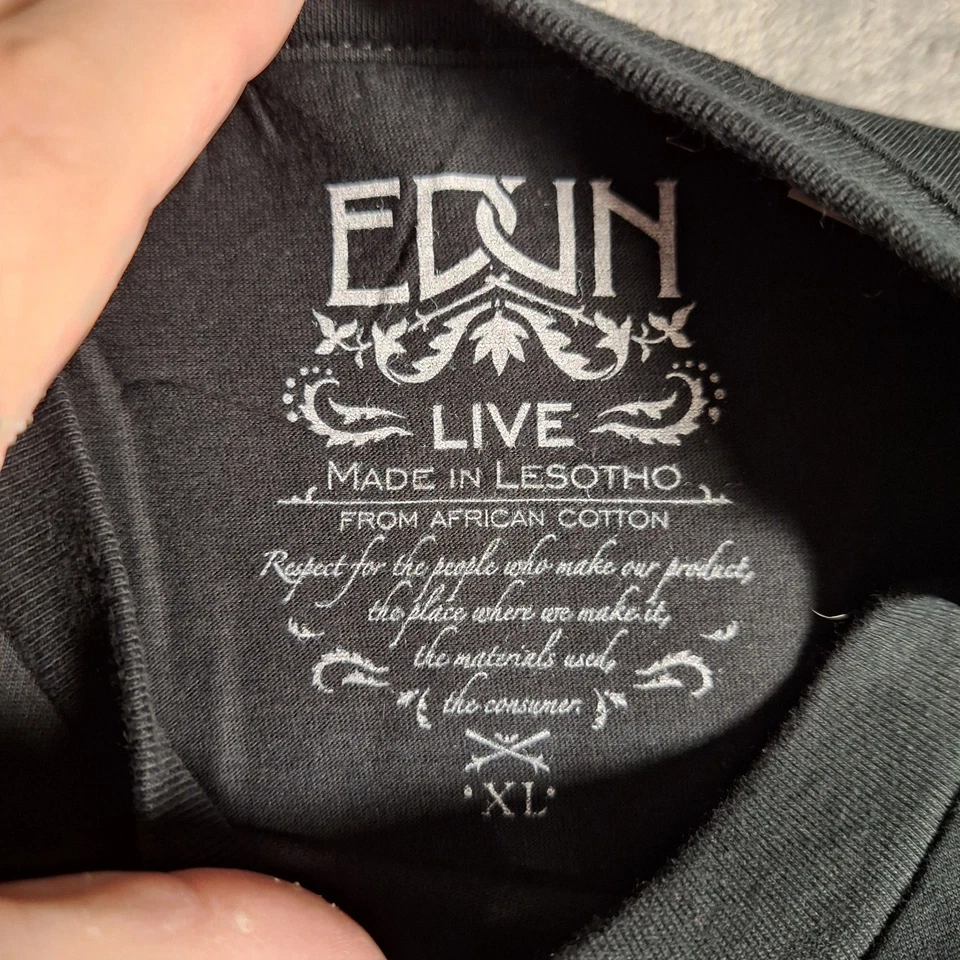 EDUN
LIVE
MADE IN LESOTHO
FROM AFRICAN COTTON
Respect for the people who make our product,
the place where we make it,
the materials used,
the consumer.
XL